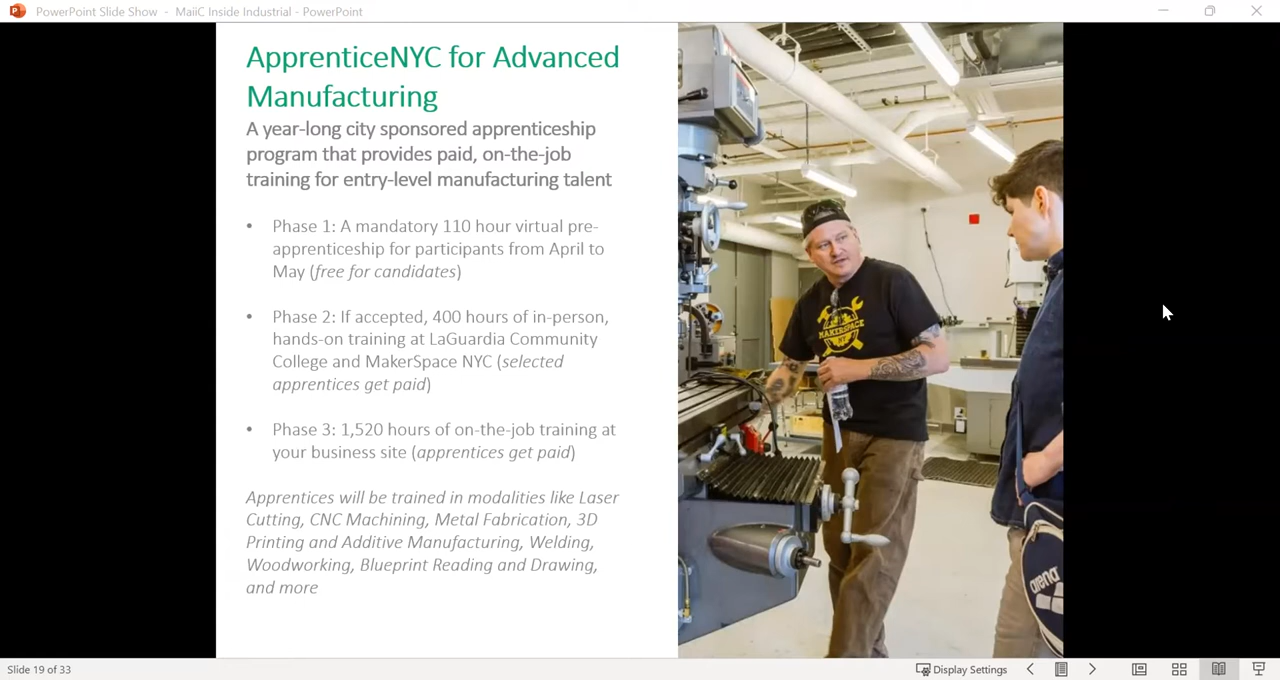 PowerPoint Slide Show - MaiiC Inside Industrial - PowerPoint
ApprenticeNYC for Advanced
Manufacturing
A year-long city sponsored apprenticeship
program that provides paid, on-the-job
training for entry-level manufacturing talent
• Phase 1: A mandatory 110 hour virtual pre-
apprenticeship for participants from April to
May (free for candidates)
• Phase 2: If accepted, 400 hours of in-person,
hands-on training at LaGuardia Community
College and MakerSpace NYC (selected
apprentices get paid)
• Phase 3: 1,520 hours of on-the-job training at
your business site (apprentices get paid)
Apprentices will be trained in modalities like Laser
Cutting, CNC Machining, Metal Fabrication, 3D
Printing and Additive Manufacturing, Welding,
Woodworking, Blueprint Reading and Drawing,
and more
MAKERSPACE
arena
Slide 19 of 33
Display Settings